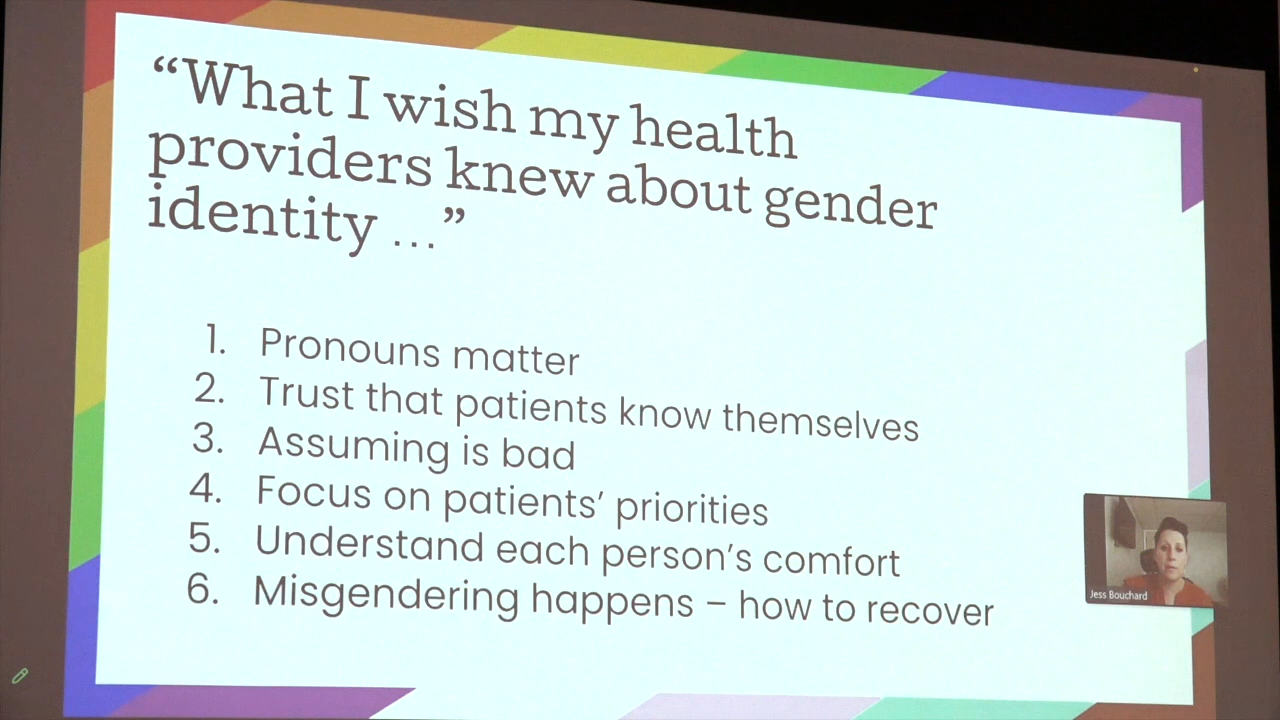 “What I wish my health
providers knew about gender
identity ...”
1. Pronouns matter
2. Trust that patients know themselves
3. Assuming is bad
4. Focus on patients’ priorities
5. Understand each person’s comfort
6. Misgendering happens – how to recover
Jess Bouchard